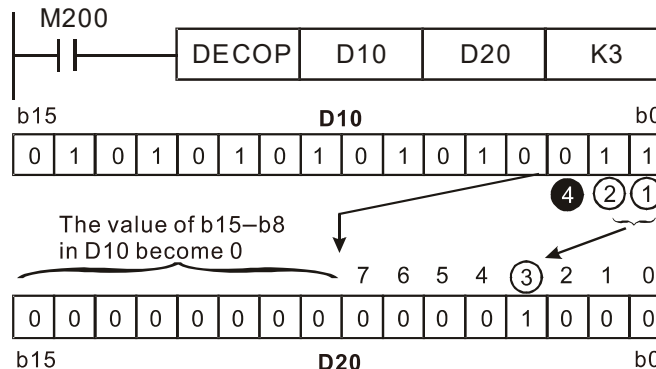 M200
DECOP D10 D20 K3
b15 D10 b0
0 1 0 1 0 1 0 1 0 1 0 1 0 0 1 1
4 2 1
The value of b15–b8
in D10 become 0
7 6 5 4 3 2 1 0
0 0 0 0 0 0 0 0 0 0 0 0 1 0 0 0
b15 D20 b0